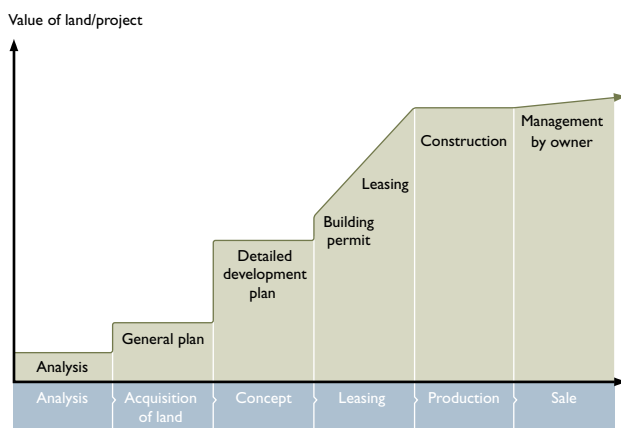 Value of land/project
Management
by owner
Construction
Leasing
Building
permit
Detailed
development
plan
General plan
Analysis
Analysis
Acquisition
of land
Concept
Leasing
Production
Sale